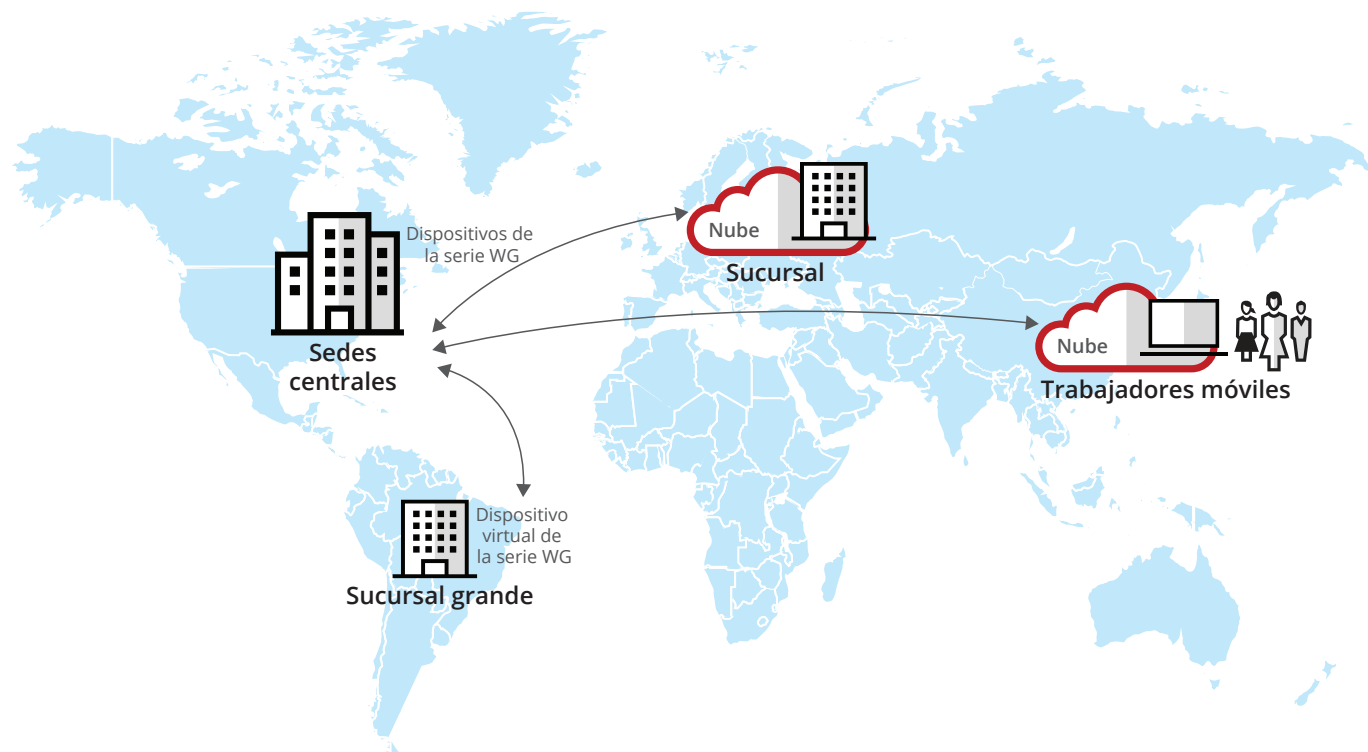 Dispositivos de
la serie WG
Sedes
centrales
Nube
Sucursal
Nube
Trabajadores móviles
Dispositivo
virtual de
la serie WG
Sucursal grande